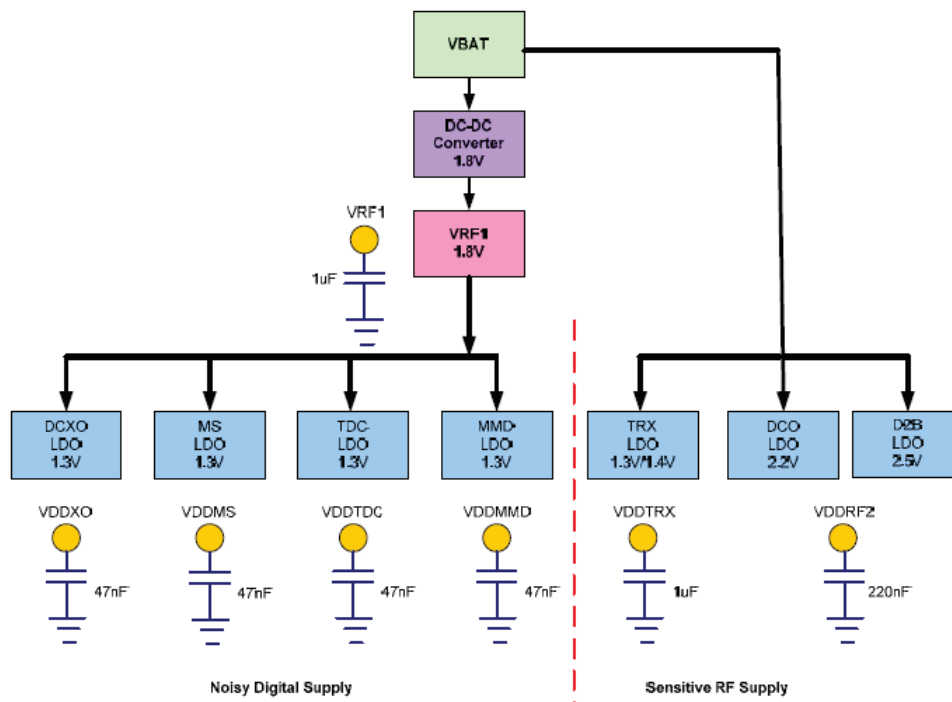 VBAT
DC-DC
Converter
1.8V
VRF1
VRF1
1.8V
1uF
DCXO
LDO
1.3V
MS
LDO
1.3V
TDC
LDO
1.3V
MMD
LDO
1.3V
TRX
LDO
1.3V/1.4V
DCO
LDO
2.2V
LDO
2.5V
VDDXO
VDDMS
VDDTDC
VDDMMD
VDDTRX
VDDRF2
47nF
47nF
47nF
47nF
1uF
220nF
Noisy Digital Supply
Sensitive RF Supply